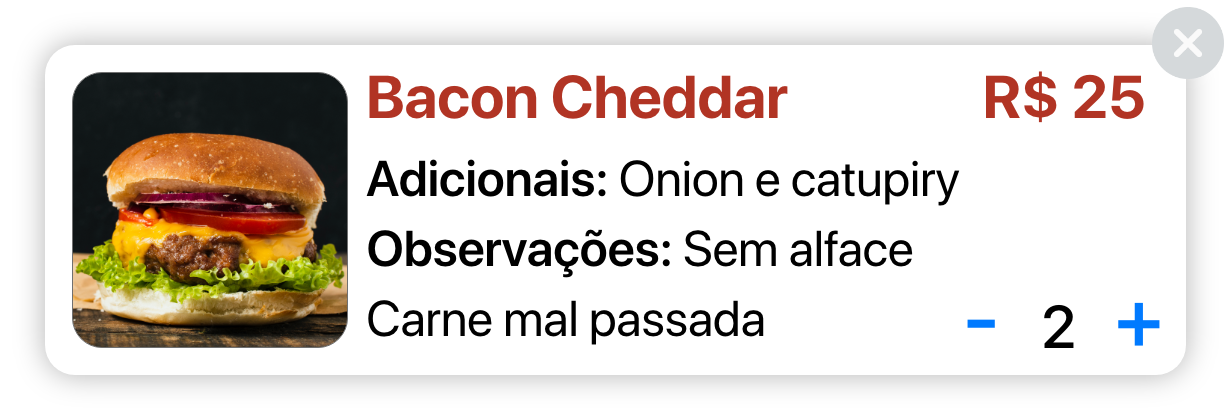 Bacon Cheddar R$ 25
Adicionais: Onion e catupiry
Observações: Sem alface
Carne mal passada
- 2 +